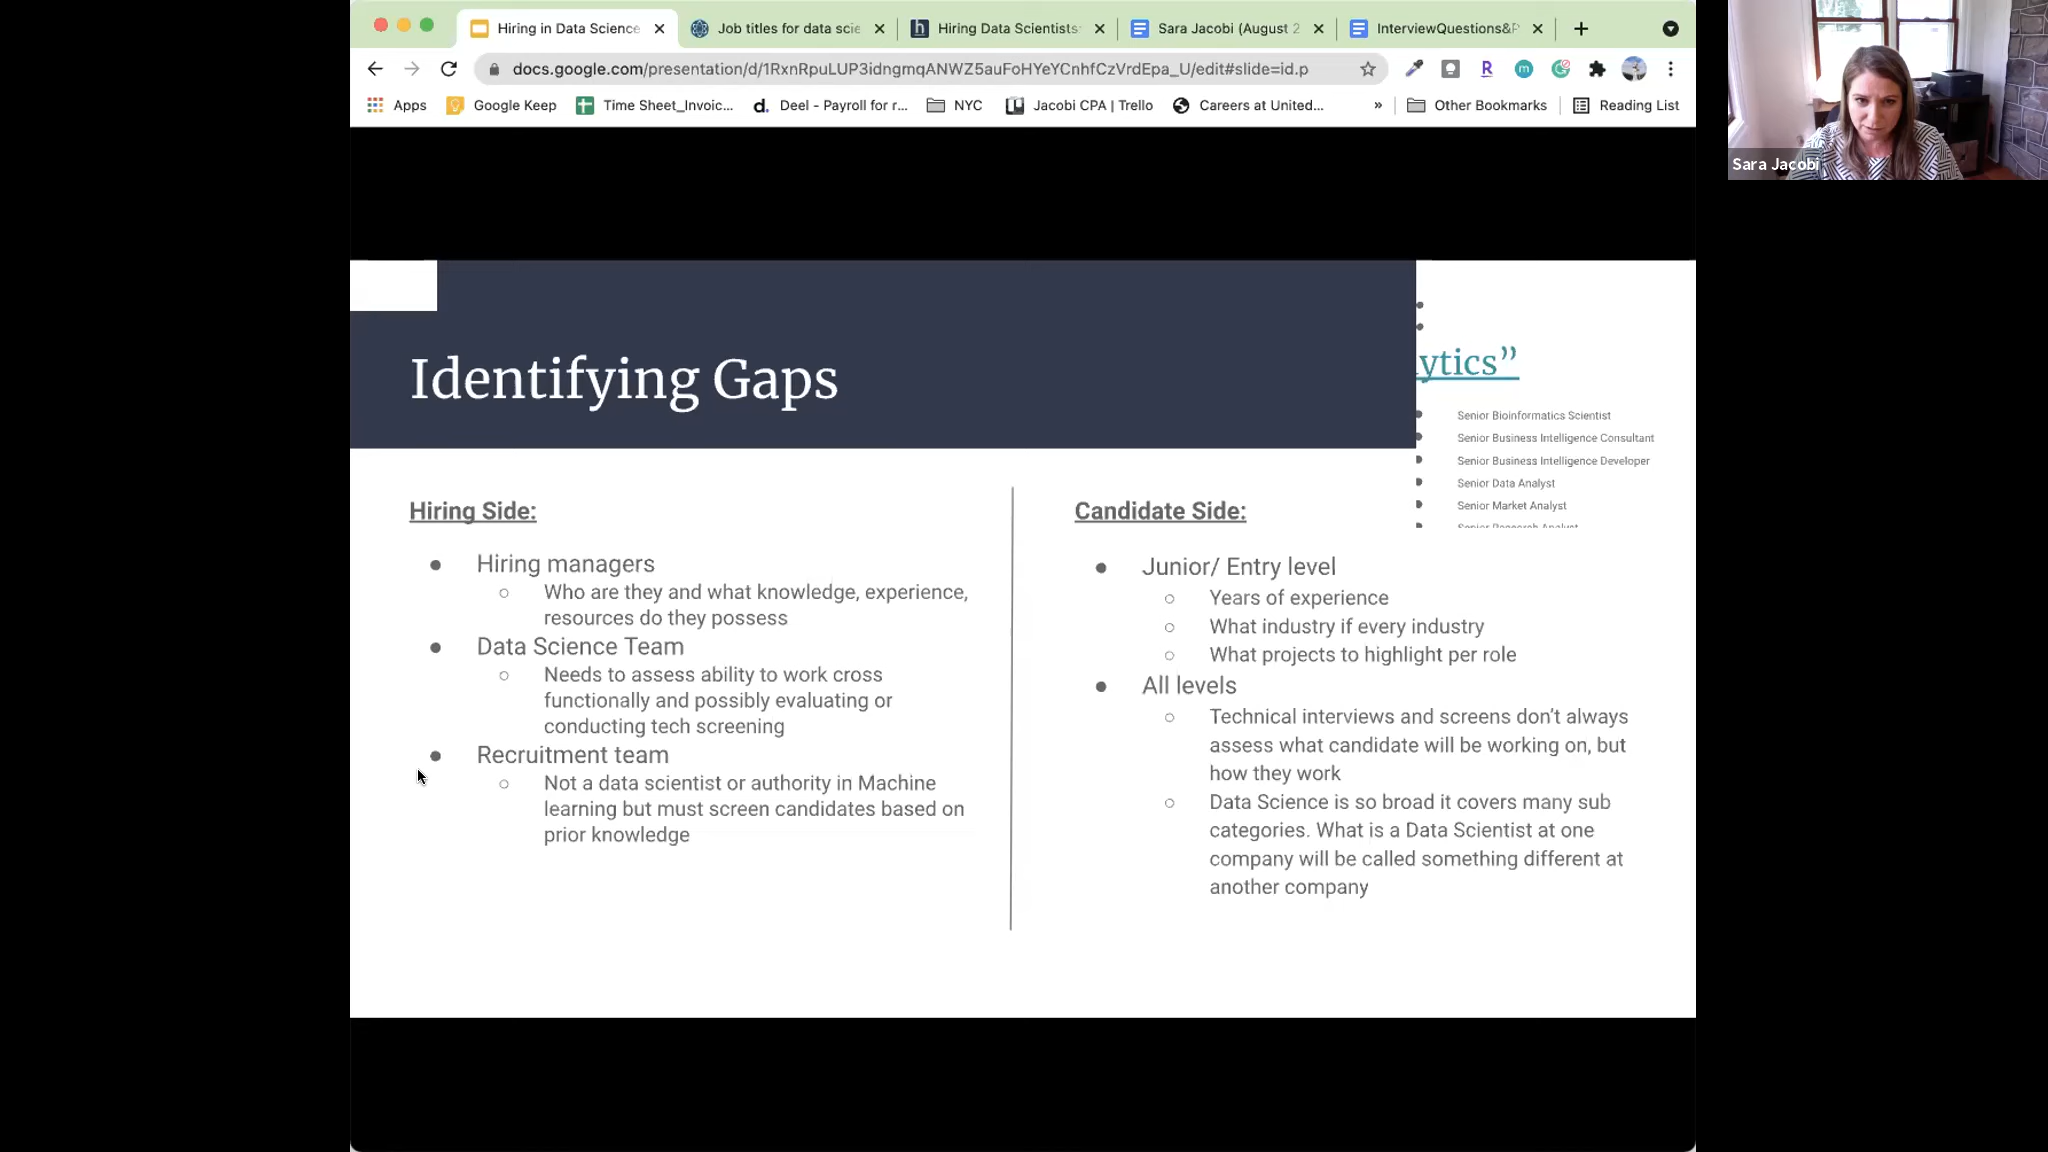 Hiring in Data Science
Job titles for data scie
Hiring Data Scientists:
Sara Jacobi (August 2
InterviewQuestions&P
docs.google.com/presentation/d/1RxnRpuLUP3idngmqANWZ5auFoHYeYCnhfCzVrdEpa_U/edit#slide=id.p
Apps
Google Keep
Time Sheet_Invoic...
Deel - Payroll for r...
NYC
Jacobi CPA | Trello
Careers at United...
»
Other Bookmarks
Reading List
Sara Jacobi
Identifying Gaps
ytics”
Senior Bioinformatics Scientist
Senior Business Intelligence Consultant
Senior Business Intelligence Developer
Senior Data Analyst
Senior Market Analyst
Senior Research Analyst
Hiring Side:
● Hiring managers
○ Who are they and what knowledge, experience,
resources do they possess
● Data Science Team
○ Needs to assess ability to work cross
functionally and possibly evaluating or
conducting tech screening
● Recruitment team
○ Not a data scientist or authority in Machine
learning but must screen candidates based on
prior knowledge
Candidate Side:
● Junior/ Entry level
○ Years of experience
○ What industry if every industry
○ What projects to highlight per role
● All levels
○ Technical interviews and screens don’t always
assess what candidate will be working on, but
how they work
○ Data Science is so broad it covers many sub
categories. What is a Data Scientist at one
company will be called something different at
another company